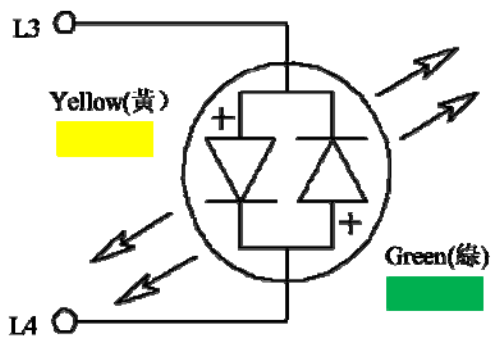 L3
Yellow(黃)
+
+
Green(綠)
L4